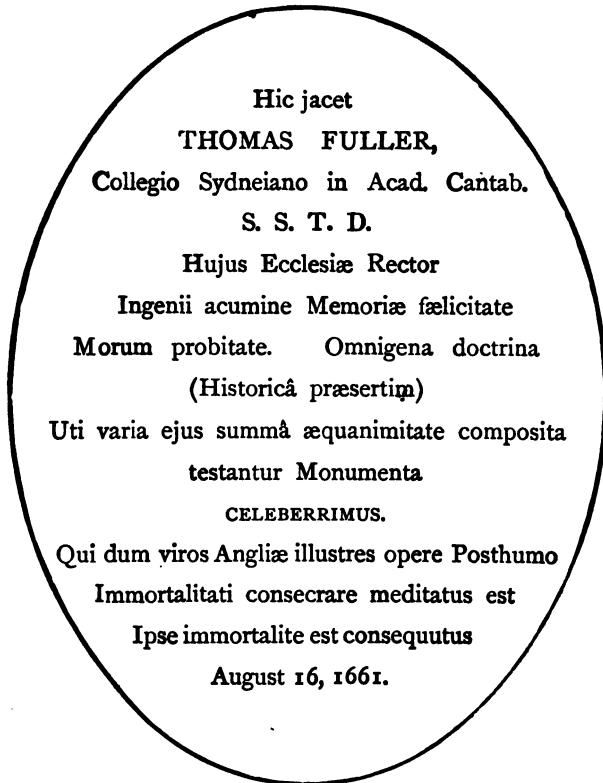 Hic jacet
THOMAS FULLER,
Collegio Sydneiano in Acad. Cantab.
S. S. T. D.
Hujus Ecclesiæ Rector
Ingenii acumine Memoriæ fælicitate
Morum probitate. Omnigena doctrina
(Historicâ præsertim)
Uti varia ejus summâ æquanimitate composita
testantur Monumenta
CELEBERRIMUS.
Qui dum viros Angliæ illustres opere Posthumo
Immortalitati consecrare meditatus est
Ipse immortalite est consequutus
August 16, 1661.